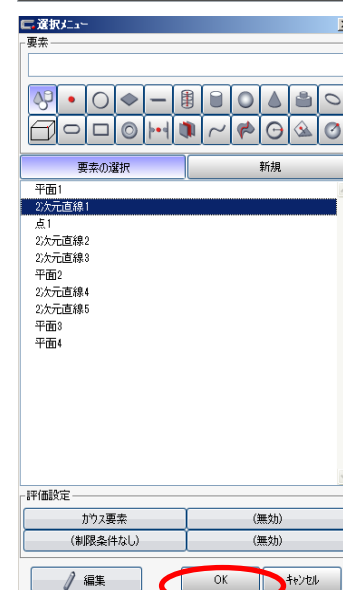 選択メニュー
要素
要素の選択
新規
平面1
2次元直線1
点1
2次元直線2
2次元直線3
平面2
2次元直線4
2次元直線5
平面3
平面4
評価設定
ガウス要素
(無効)
(制限条件なし)
(無効)
編集
OK
キャンセル